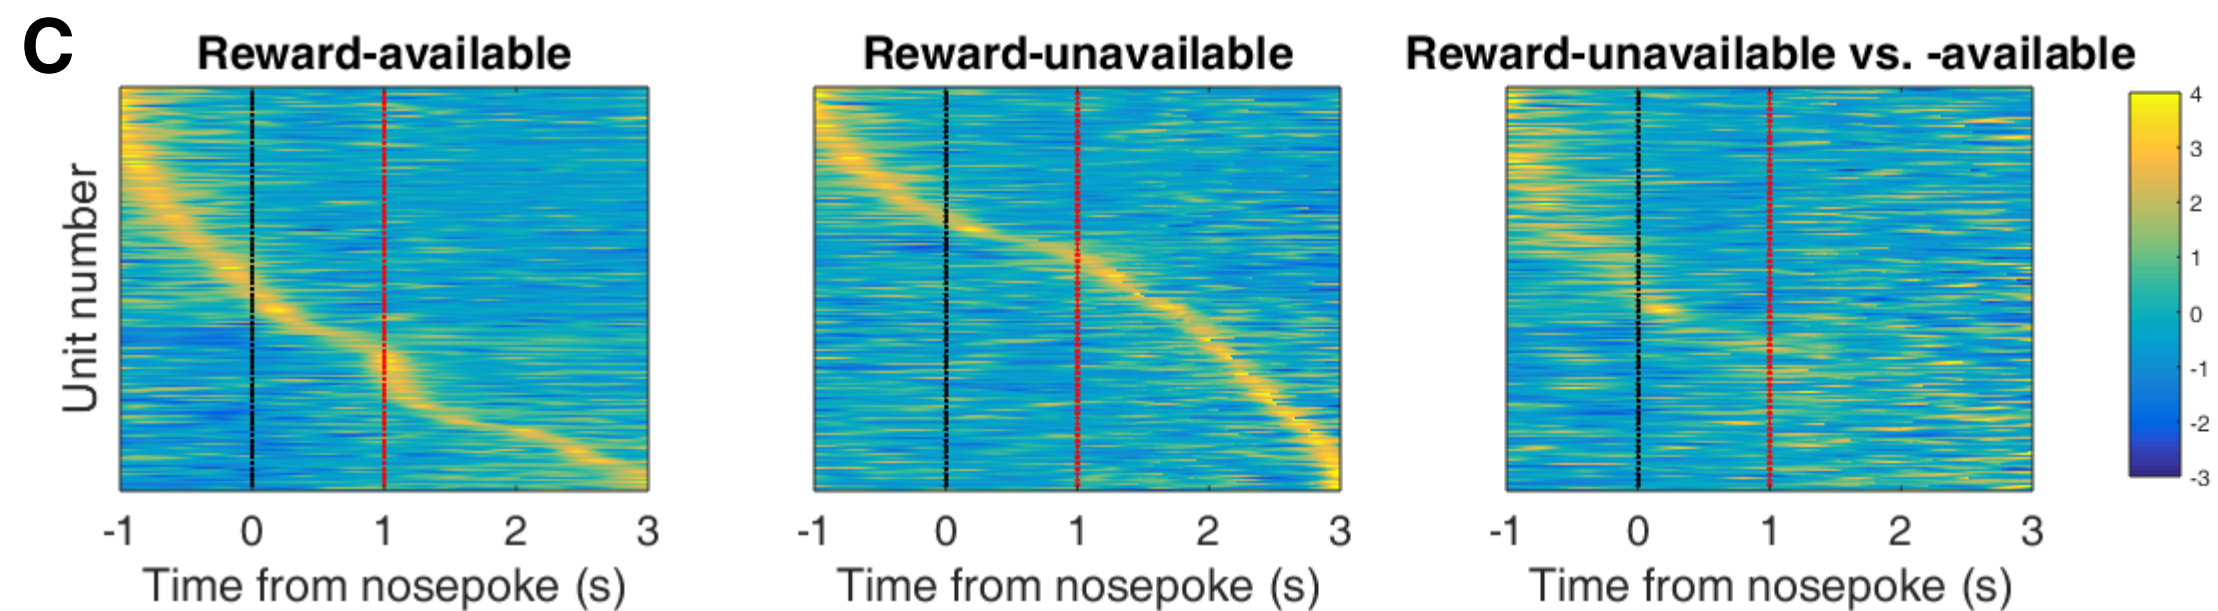 C
Reward-available
Reward-unavailable
Reward-unavailable vs. -available
Unit number
4
3
2
1
0
-1
-2
-3
-1 0 1 2 3
-1 0 1 2 3
-1 0 1 2 3
Time from nosepoke (s)
Time from nosepoke (s)
Time from nosepoke (s)